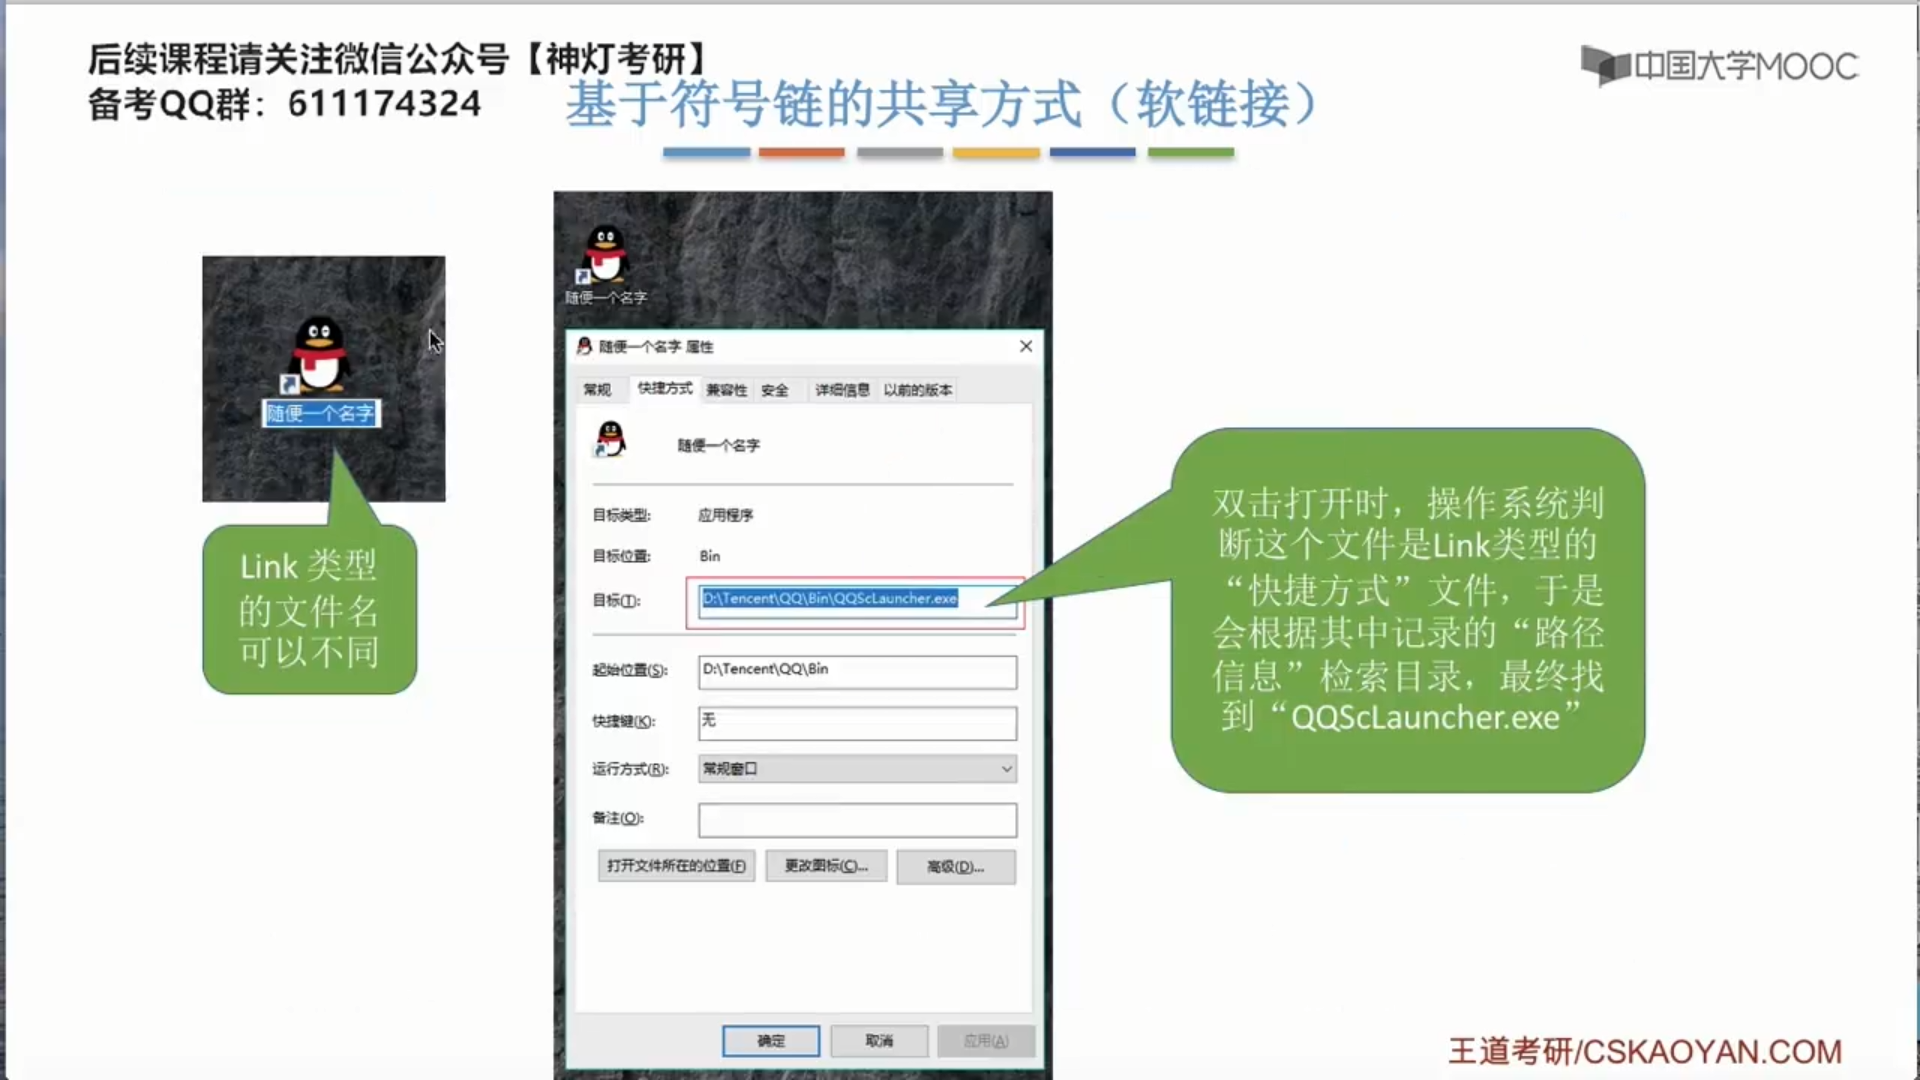 后续课程请关注微信公众号【神灯考研】
备考QQ群：611174324
中国大学MOOC
基于符号链的共享方式（软链接）
随便一个名字
Link 类型
的文件名
可以不同
随便一个名字
随便一个名字 属性
常规 快捷方式 兼容性 安全 详细信息 以前的版本
随便一个名字
目标类型: 应用程序
目标位置: Bin
目标(T): D:\Tencent\QQ\Bin\QQScLauncher.exe
起始位置(S): D:\Tencent\QQ\Bin
快捷键(K): 无
运行方式(R): 常规窗口
备注(O):
打开文件所在的位置(F) 更改图标(C)... 高级(D)...
确定 取消 应用(A)
双击打开时，操作系统判
断这个文件是Link类型的
“快捷方式”文件，于是
会根据其中记录的“路径
信息”检索目录，最终找
到“QQScLauncher.exe”
王道考研/CSKAOYAN.COM